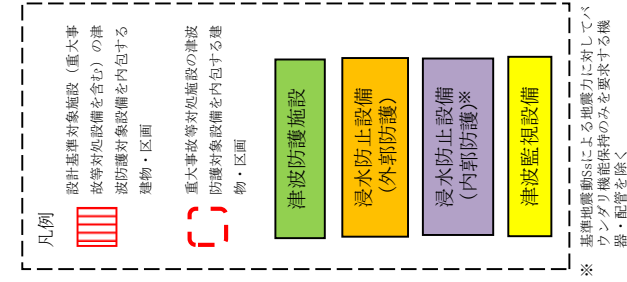 凡例
設計基準対象施設（重大事
故等対処設備を含む）の津
波防護対象設備を内包する
建物・区画
重大事故等対処施設の津波
防護対象設備を内包する建
物・区画
津波防護施設
浸水防止設備
(外郭防護)
浸水防止設備
(内郭防護)※
津波監視設備
※　基準地震動Ssによる地震力に対してバ
ウンダリ機能保持のみを要求する機
器・配管を除く